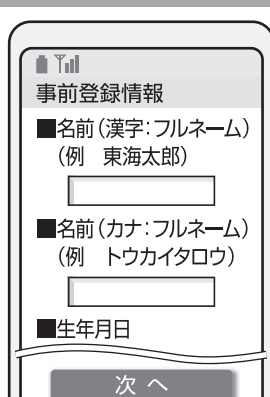 事前登録情報
■名前(漢字:フルネーム)
(例　東海太郎)
■名前(カナ:フルネーム)
(例　トウカイタロウ)
■生年月日
次 へ